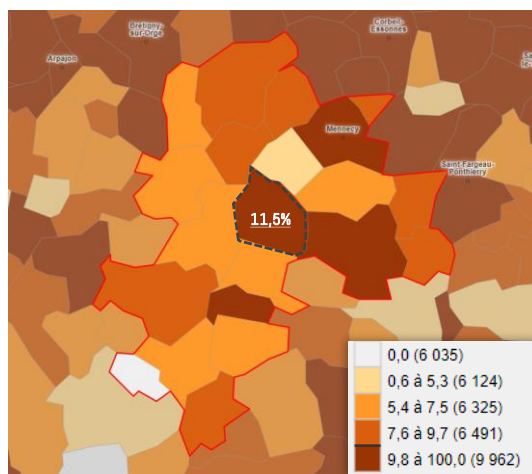 Brétigny-
sur-Orge
Corbeil-
Essonnes
Arpajon
Mennecy
Saint-Fargeau-
Ponthierry
11,5%
0,0 (6 035)
0,6 à 5,3 (6 124)
5,4 à 7,5 (6 325)
7,6 à 9,7 (6 491)
9,8 à 100,0 (9 962)